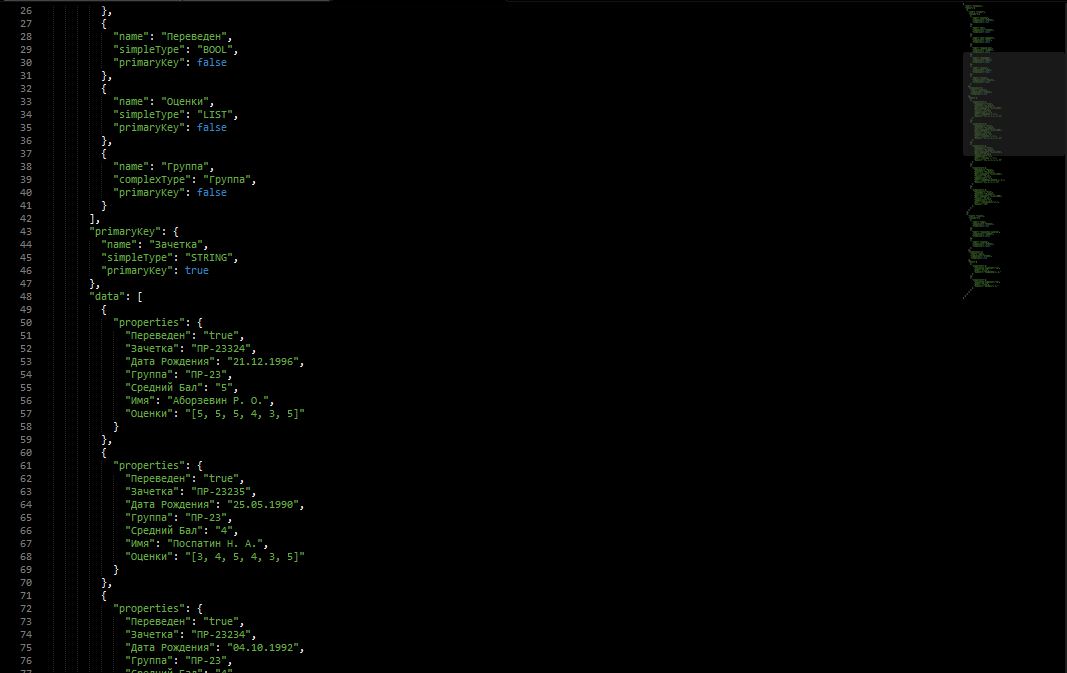 26 },
27 {
28 "name": "Переведен",
29 "simpleType": "BOOL",
30 "primaryKey": false
31 },
32 {
33 "name": "Оценки",
34 "simpleType": "LIST",
35 "primaryKey": false
36 },
37 {
38 "name": "Группа",
39 "complexType": "Группа",
40 "primaryKey": false
41 }
42 ],
43 "primaryKey": {
44 "name": "Зачетка",
45 "simpleType": "STRING",
46 "primaryKey": true
47 },
48 "data": [
49 {
50 "properties": {
51 "Переведен": "true",
52 "Зачетка": "ПР-23324",
53 "Дата Рождения": "21.12.1996",
54 "Группа": "ПР-23",
55 "Средний Бал": "5",
56 "Имя": "Аборзевин Р. О.",
57 "Оценки": "[5, 5, 5, 4, 3, 5]"
58 }
59 },
60 {
61 "properties": {
62 "Переведен": "true",
63 "Зачетка": "ПР-23235",
64 "Дата Рождения": "25.05.1990",
65 "Группа": "ПР-23",
66 "Средний Бал": "4",
67 "Имя": "Поспатин Н. А.",
68 "Оценки": "[3, 4, 5, 4, 3, 5]"
69 }
70 },
71 {
72 "properties": {
73 "Переведен": "true",
74 "Зачетка": "ПР-23234",
75 "Дата Рождения": "04.10.1992",
76 "Группа": "ПР-23",
77 "Средний Бал": "4"